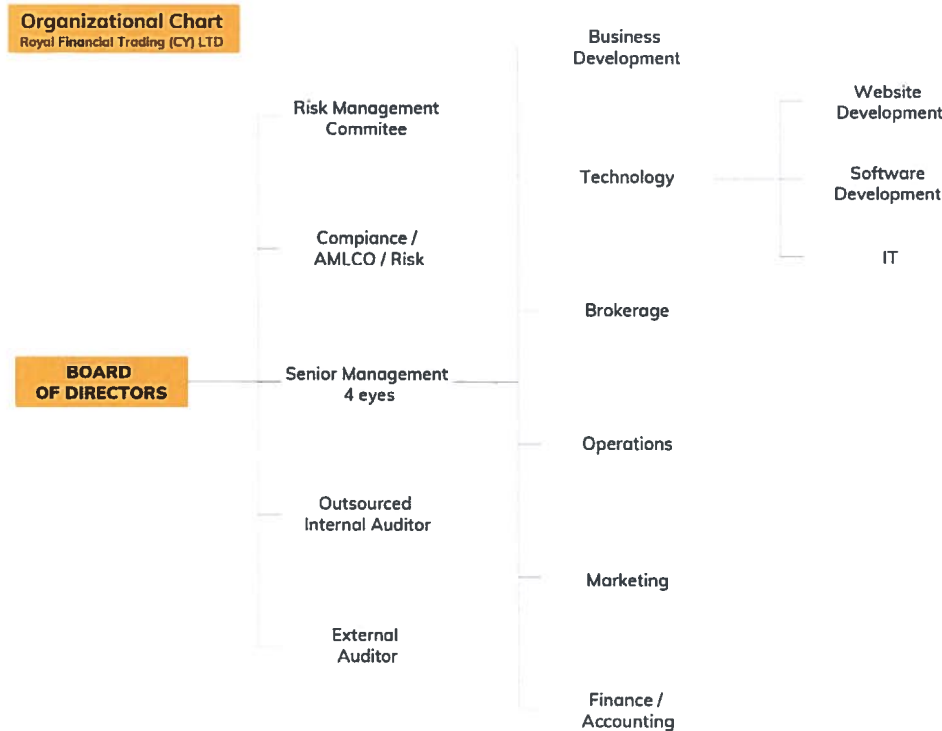 Organizational Chart
Royal Financial Trading (CY) LTD
BOARD
OF DIRECTORS
Risk Management
Commitee
Compiance /
AMLCO / Risk
Senior Management
4 eyes
Outsourced
Internal Auditor
External
Auditor
Business
Development
Technology
Brokerage
Operations
Marketing
Finance /
Accounting
Website
Development
Software
Development
IT